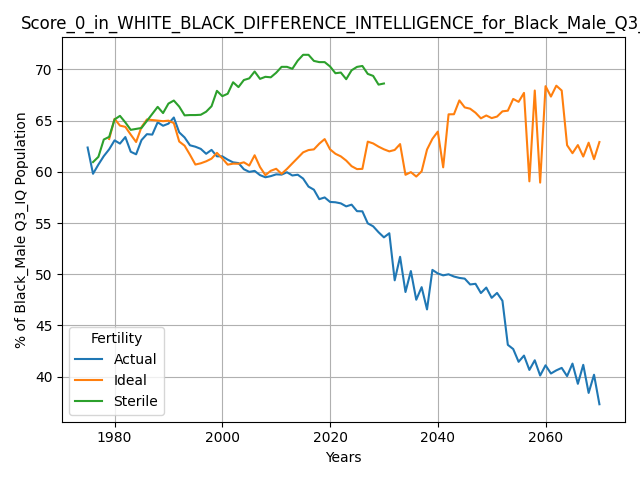 Score_0_in_WHITE_BLACK_DIFFERENCE_INTELLIGENCE_for_Black_Male_Q3_
% of Black_Male Q3_IQ Population
70
65
60
55
50
45
40
Fertility
Actual
Ideal
Sterile
1980
2000
2020
2040
2060
Years